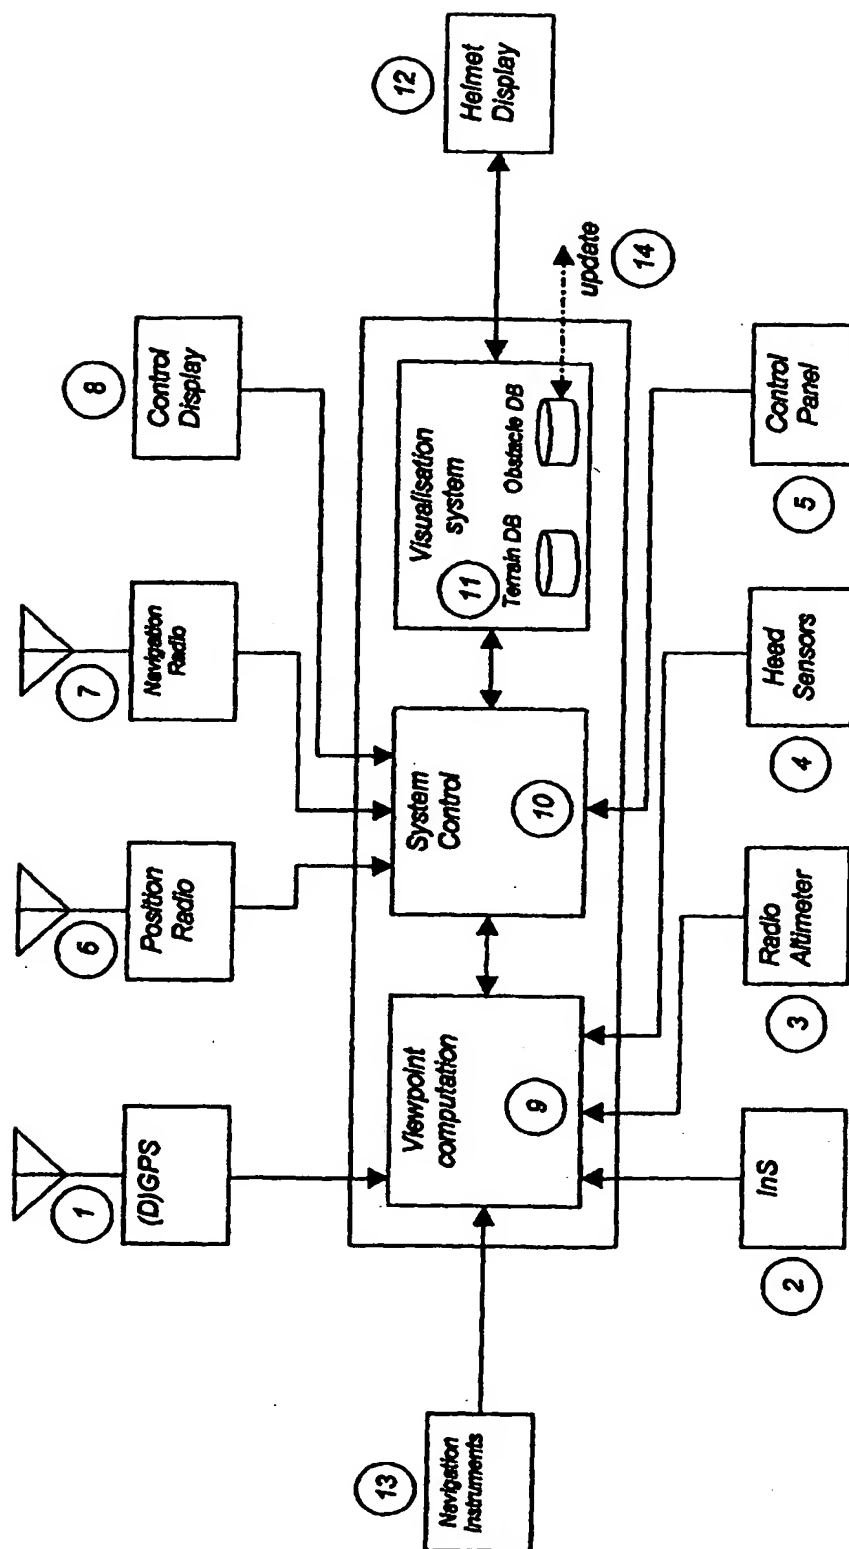 1
(D)GPS
6
Position
Radio
7
Navigation
Radio
8
Control
Display
13
Navigation
Instruments
Viewpoint
computation
9
System
Control
10
Visualisation
system
11
Terrain DB
Obstacle DB
12
Helmet
Display
update
14
2
InS
3
Radio
Altimeter
4
Head
Sensors
5
Control
Panel